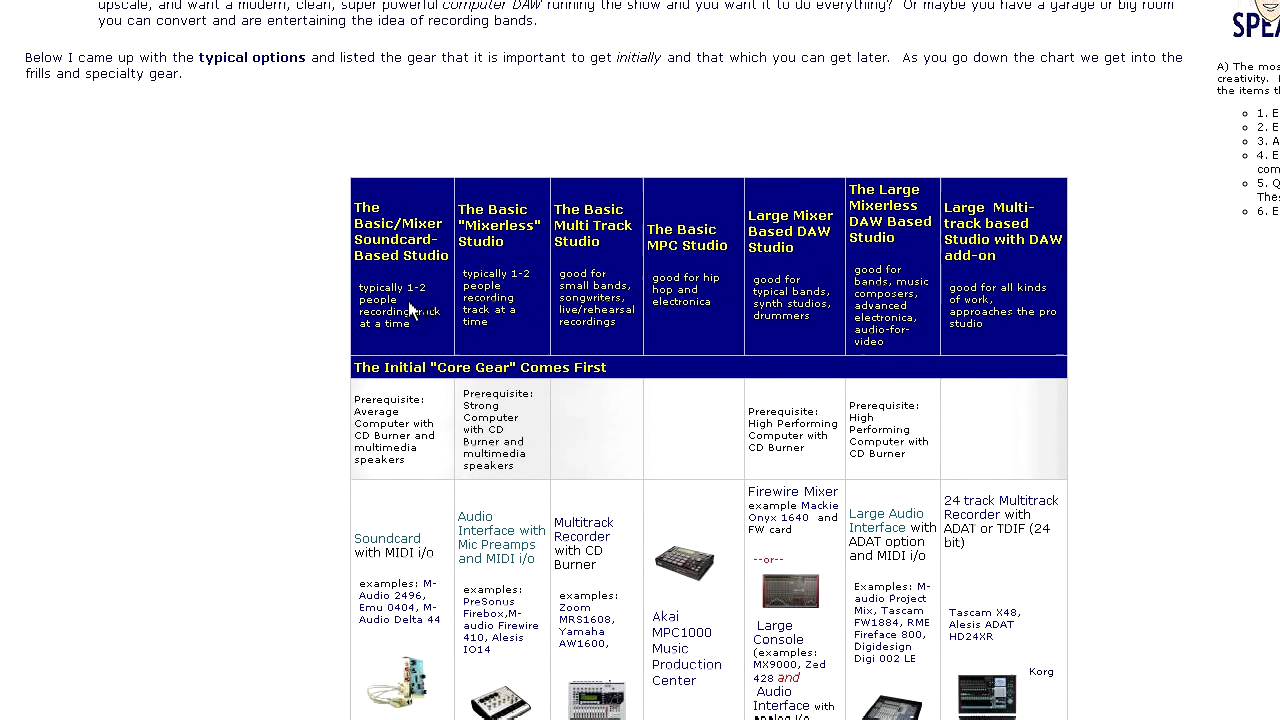 upscale, and want a modern, clean, super powerful computer DAW running the show and you want it to do everything?  Or maybe you have a garage or big room
you can convert and are entertaining the idea of recording bands.
Below I came up with the typical options and listed the gear that it is important to get initially and that which you can get later.  As you go down the chart we get into the
frills and specialty gear.
The
Basic/Mixer
Soundcard-
Based Studio
typically 1-2
people
recording track
at a time
The Basic
"Mixerless"
Studio
typically 1-2
people
recording
track at a
time
The Basic
Multi Track
Studio
good for
small bands,
songwriters,
live/rehearsal
recordings
The Basic
MPC Studio
good for hip
hop and
electronica
Large Mixer
Based DAW
Studio
good for
typical bands,
synth studios,
drummers
The Large
Mixerless
DAW Based
Studio
good for
bands, music
composers,
advanced
electronica,
audio-for-
video
Large  Multi-
track based
Studio with DAW
add-on
good for all kinds
of work,
approaches the pro
studio
The Initial "Core Gear" Comes First
Prerequisite:
Average
Computer with
CD Burner and
multimedia
speakers
Prerequisite:
Strong
Computer
with CD
Burner and
multimedia
speakers
Prerequisite:
High Performing
Computer with
CD Burner
Prerequisite:
High
Performing
Computer with
CD Burner
Soundcard
with MIDI i/o
examples: M-
Audio 2496,
Emu 0404, M-
Audio Delta 44
Audio
Interface with
Mic Preamps
and MIDI i/o
examples:
PreSonus
Firebox,M
audio Firewire
410, Alesis
IO14
Multitrack
Recorder
with CD
Burner
examples:
Zoom
MRS1608,
Yamaha
AW1600,
Akai
MPC1000
Music
Production
Center
Firewire Mixer
example Mackie
Onyx 1640  and
FW card
--or--
Large
Console
(examples:
MX9000, Zed
428 and
Audio
Interface with
Large Audio
Interface with
ADAT option
and MIDI i/o
Examples: M-
audio Project
Mix, Tascam
FW1884, RME
Fireface 800,
Digidesign
Digi 002 LE
24 track Multitrack
Recorder with
ADAT or TDIF (24
bit)
Tascam X48,
Alesis ADAT
HD24XR
Korg
SPEA
A) The mos
creativity.
the items t
1. E
2. E
3. A
4. E
com
5. Q
Thes
6. E